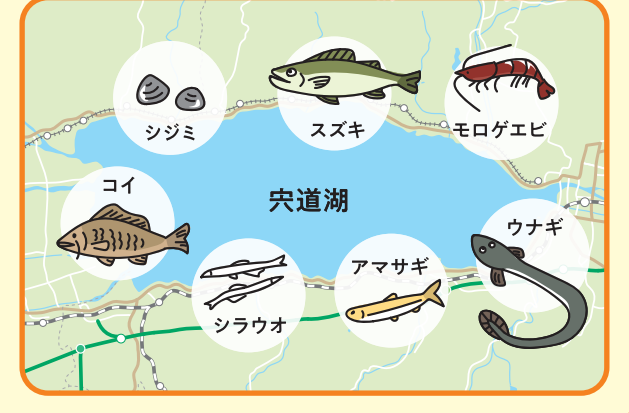 シジミ
スズキ
モロゲエビ
コイ
宍道湖
ウナギ
アマサギ
シラウオ